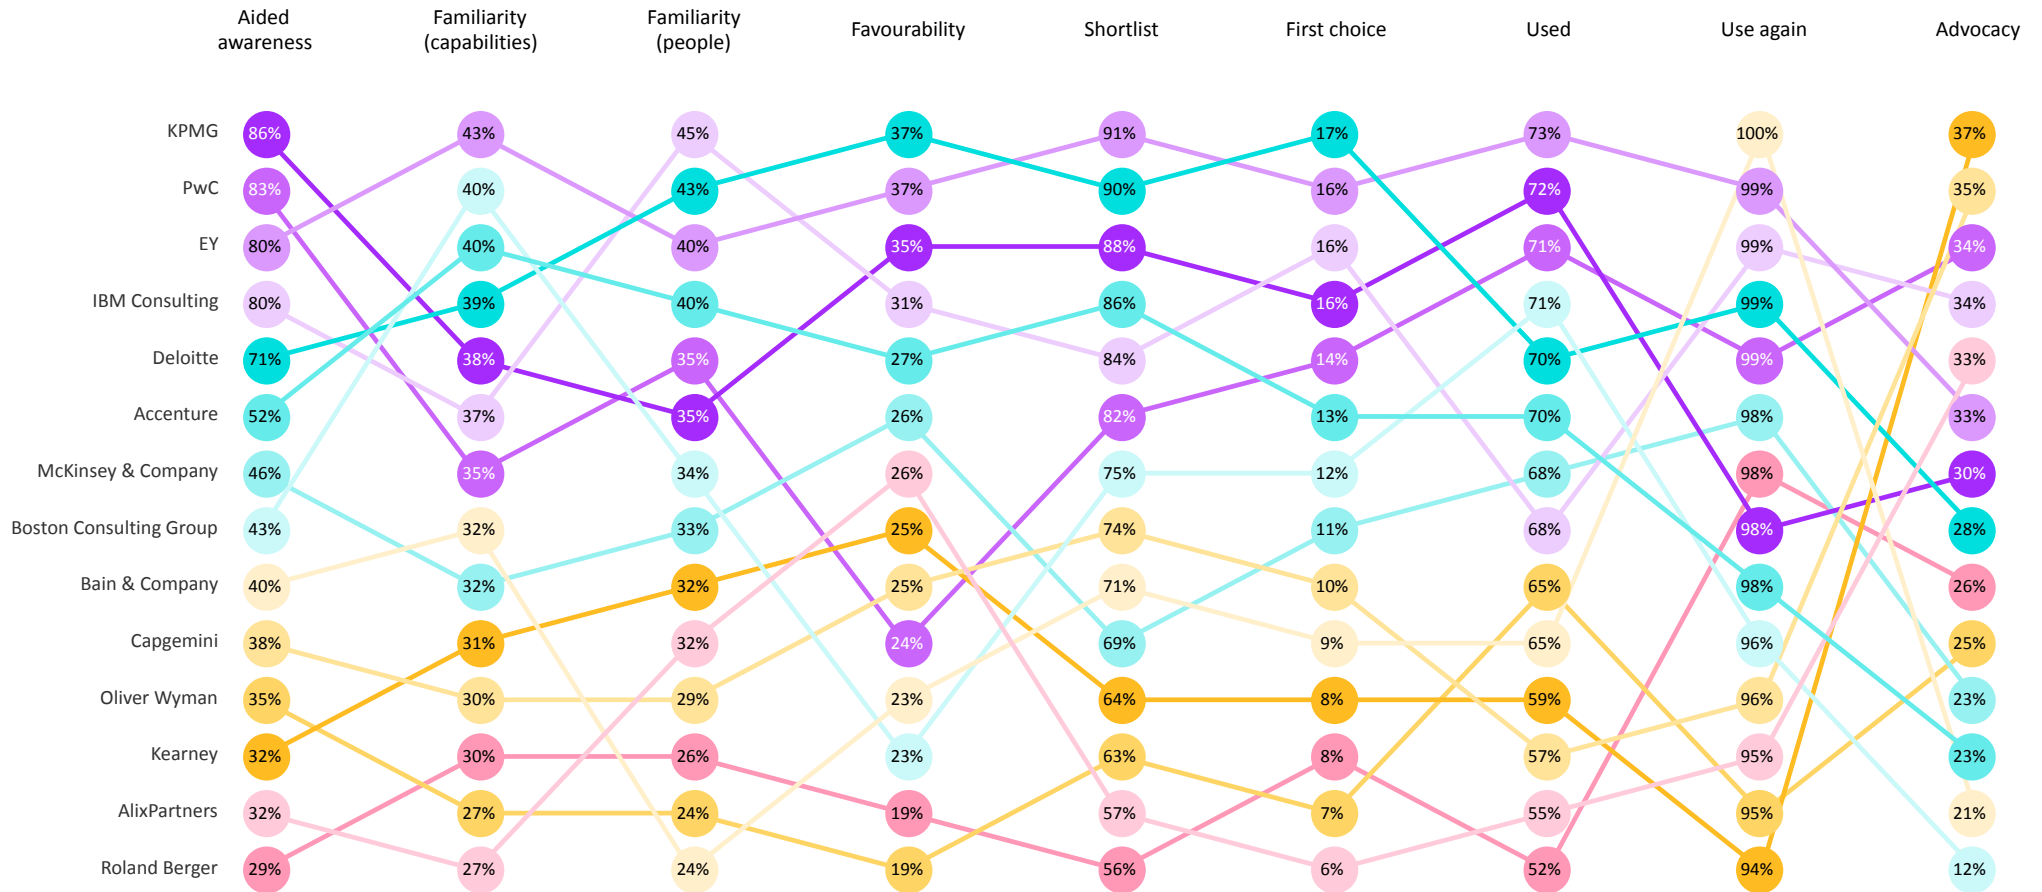 Aided awareness Familiarity (capabilities) Familiarity (people) Favourability Shortlist First choice Used Use again Advocacy
KPMG 86% 43% 45% 37% 91% 17% 73% 100% 37%
PwC 83% 40% 43% 37% 90% 16% 72% 99% 35%
EY 80% 40% 40% 35% 88% 16% 71% 99% 34%
IBM Consulting 80% 39% 40% 31% 86% 16% 71% 99% 34%
Deloitte 71% 38% 35% 27% 84% 14% 70% 99% 33%
Accenture 52% 37% 35% 26% 82% 13% 70% 98% 33%
McKinsey & Company 46% 35% 34% 26% 75% 12% 68% 98% 30%
Boston Consulting Group 43% 32% 33% 25% 74% 11% 68% 98% 28%
Bain & Company 40% 32% 32% 25% 71% 10% 65% 98% 26%
Capgemini 38% 31% 32% 24% 69% 9% 65% 96% 25%
Oliver Wyman 35% 30% 29% 23% 64% 8% 59% 96% 23%
Kearney 32% 30% 26% 23% 63% 8% 57% 95% 23%
AlixPartners 32% 27% 24% 19% 57% 7% 55% 95% 21%
Roland Berger 29% 27% 24% 19% 56% 6% 52% 94% 12%